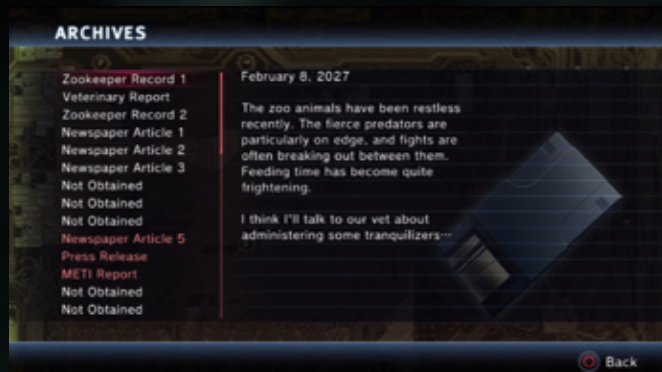 ARCHIVES
Zookeeper Record 1
Veterinary Report
Zookeeper Record 2
Newspaper Article 1
Newspaper Article 2
Newspaper Article 3
Not Obtained
Not Obtained
Not Obtained
Newspaper Article 5
Press Release
METI Report
Not Obtained
Not Obtained
February 8, 2027
The zoo animals have been restless
recently. The fierce predators are
particularly on edge, and fights are
often breaking out between them.
Feeding time has become quite
frightening.
I think I'll talk to our vet about
administering some tranquilizers…
Back